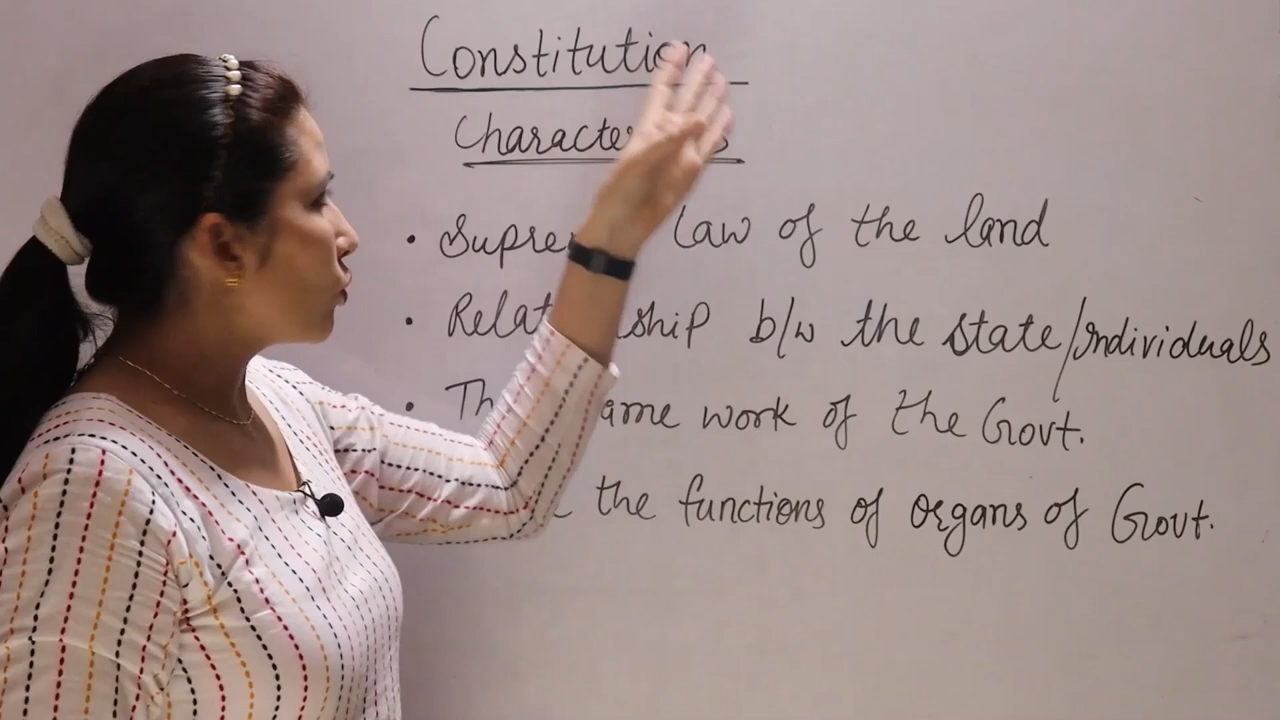 Constitution
Characte
• Supre law of the land
• Relat ship b/w the state/individuals
• Th ame work of the Govt.
the functions of organs of Govt.